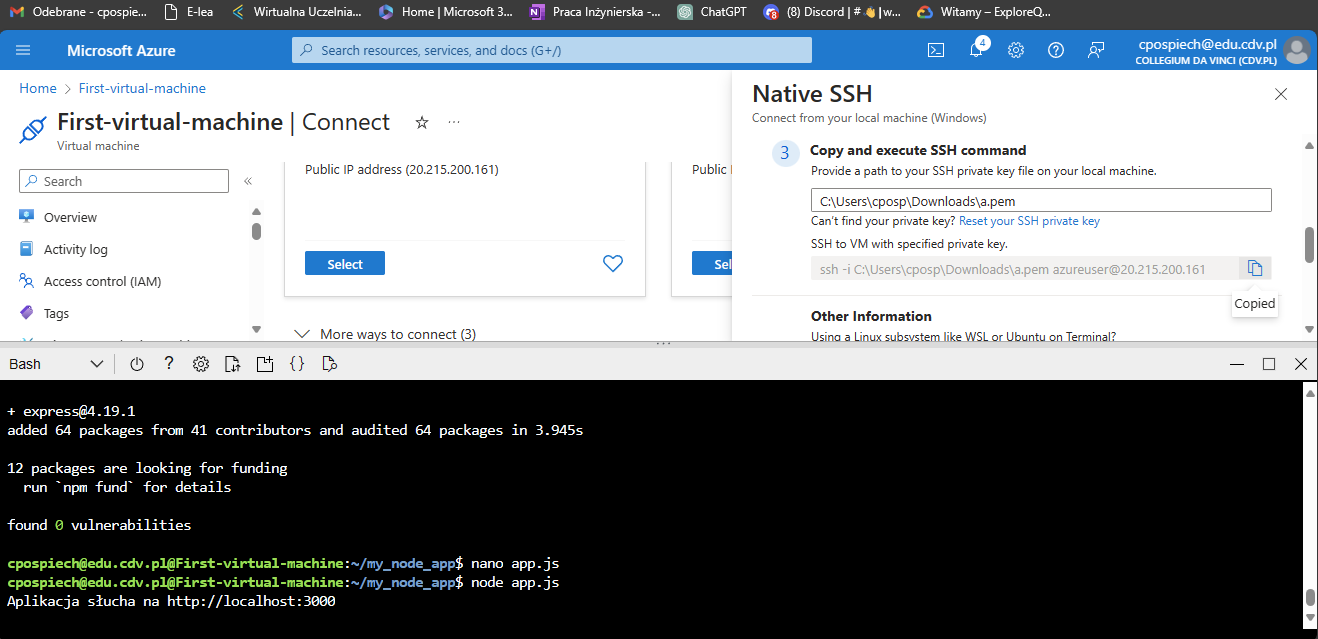 Odebrane - cpospie...
E-lea
Wirtualna Uczelnia...
Home | Microsoft 3...
Praca Inżynierska -...
ChatGPT
(8) Discord | # 👋 | w...
Witamy – ExploreQ...
Microsoft Azure
Search resources, services, and docs (G+/)
4
cpospiech@edu.cdv.pl
COLLEGIUM DA VINCI (CDV.PL)
Home > First-virtual-machine
First-virtual-machine | Connect
Virtual machine
Search
Overview
Activity log
Access control (IAM)
Tags
Public IP address (20.215.200.161)
Select
More ways to connect (3)
Public I
Sel
Native SSH
Connect from your local machine (Windows)
3
Copy and execute SSH command
Provide a path to your SSH private key file on your local machine.
C:\Users\cposp\Downloads\a.pem
Can't find your private key? Reset your SSH private key
SSH to VM with specified private key.
ssh -i C:\Users\cposp\Downloads\a.pem azureuser@20.215.200.161
Copied
Other Information
Using a Linux subsystem like WSL or Ubuntu on Terminal?
Bash
+ express@4.19.1
added 64 packages from 41 contributors and audited 64 packages in 3.945s
12 packages are looking for funding
run `npm fund` for details
found 0 vulnerabilities
cpospiech@edu.cdv.pl@First-virtual-machine:~/my_node_app$ nano app.js
cpospiech@edu.cdv.pl@First-virtual-machine:~/my_node_app$ node app.js
Aplikacja słucha na http://localhost:3000